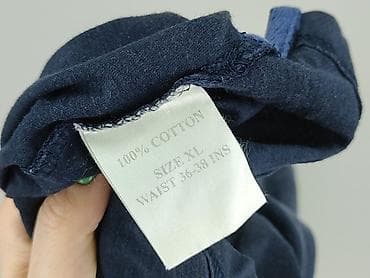 100% COTTON
SIZE XL
WAIST 36-38 INS